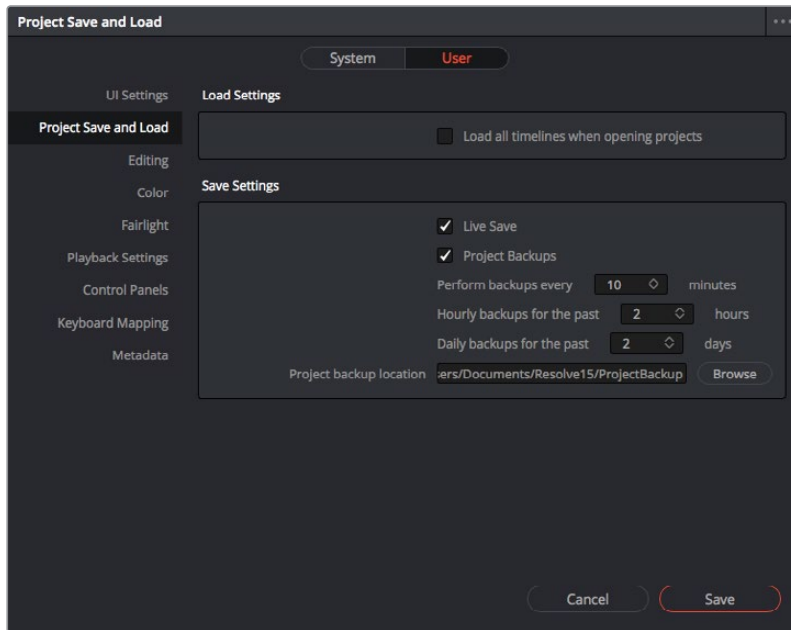 Project Save and Load
System User
UI Settings
Project Save and Load
Editing
Color
Fairlight
Playback Settings
Control Panels
Keyboard Mapping
Metadata
Load Settings
Load all timelines when opening projects
Save Settings
Live Save
Project Backups
Perform backups every 10 minutes
Hourly backups for the past 2 hours
Daily backups for the past 2 days
Project backup location ers/Documents/Resolve15/ProjectBackup Browse
Cancel Save